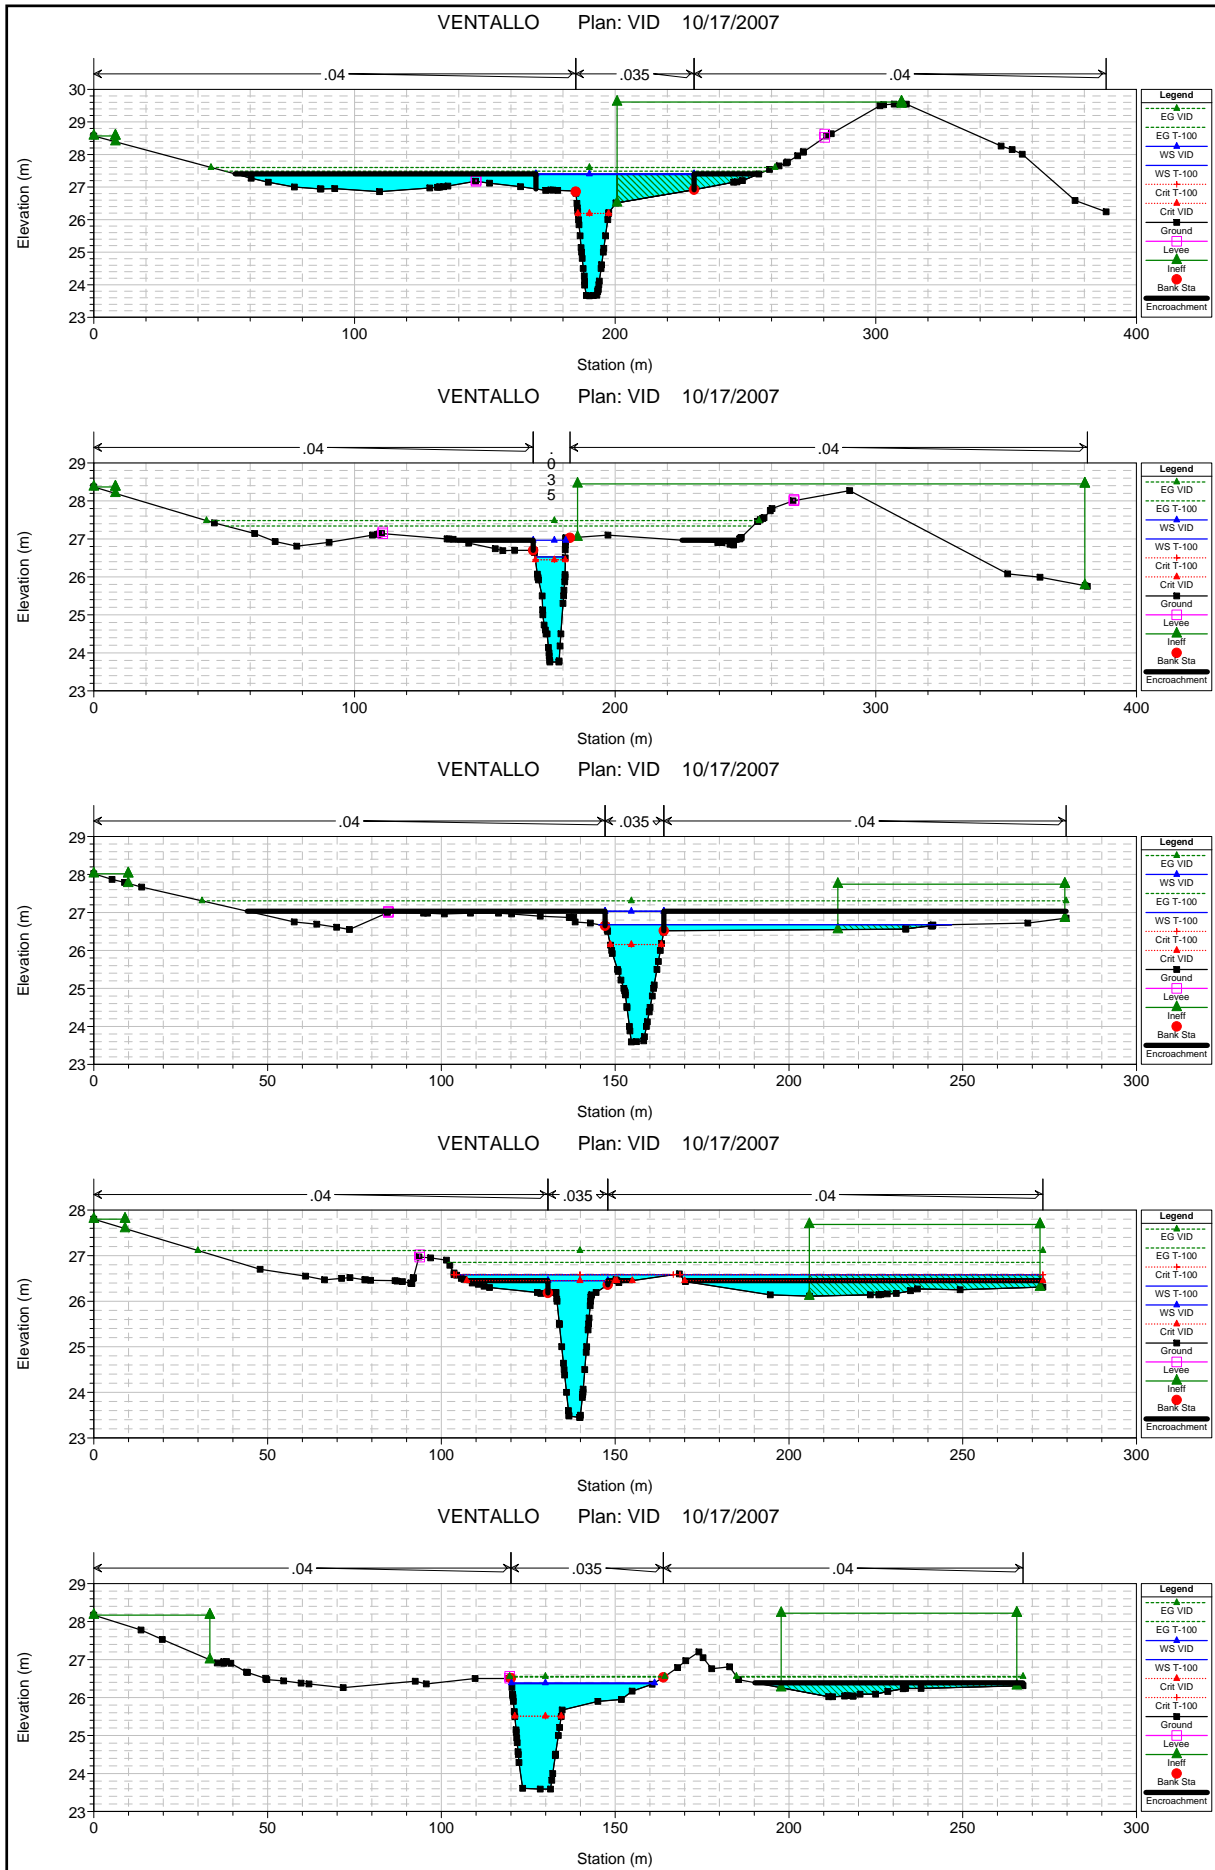 VENTALLO Plan: VID 10/17/2007
.04 .035 .04
30
29
28
27
26
25
24
23
0 100 200 300 400
Station (m)
Elevation (m)
Legend
EG VID
EG T-100
WS VID
WS T-100
Crit T-100
Crit VID
Ground
Levee
Ineff
Bank Sta
Encroachment
VENTALLO Plan: VID 10/17/2007
.04 .035 .04
29
28
27
26
25
24
23
0 100 200 300 400
Station (m)
Elevation (m)
Legend
EG VID
EG T-100
WS VID
WS T-100
Crit T-100
Crit VID
Ground
Levee
Ineff
Bank Sta
Encroachment
VENTALLO Plan: VID 10/17/2007
.04 .035 .04
29
28
27
26
25
24
23
0 50 100 150 200 250 300
Station (m)
Elevation (m)
Legend
EG VID
WS VID
EG T-100
WS T-100
Crit T-100
Crit VID
Ground
Levee
Ineff
Bank Sta
Encroachment
VENTALLO Plan: VID 10/17/2007
.04 .035 .04
28
27
26
25
24
23
0 50 100 150 200 250 300
Station (m)
Elevation (m)
Legend
EG VID
EG T-100
Crit T-100
WS T-100
WS VID
Crit VID
Ground
Levee
Ineff
Bank Sta
Encroachment
VENTALLO Plan: VID 10/17/2007
.04 .035 .04
29
28
27
26
25
24
23
0 50 100 150 200 250 300
Station (m)
Elevation (m)
Legend
EG VID
EG T-100
WS VID
WS T-100
Crit VID
Crit T-100
Ground
Levee
Ineff
Bank Sta
Encroachment